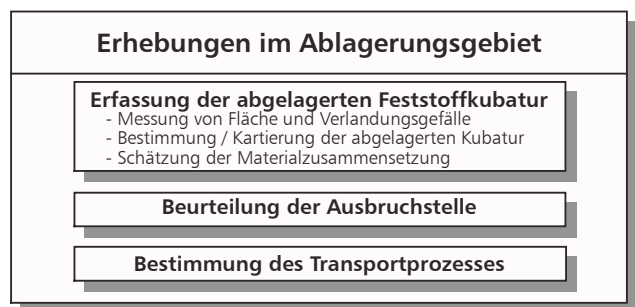 Erhebungen im Ablagerungsgebiet
Erfassung der abgelagerten Feststoffkubatur
- Messung von Fläche und Verlandungsgefälle
- Bestimmung / Kartierung der abgelagerten Kubatur
- Schätzung der Materialzusammensetzung
Beurteilung der Ausbruchstelle
Bestimmung des Transportprozesses